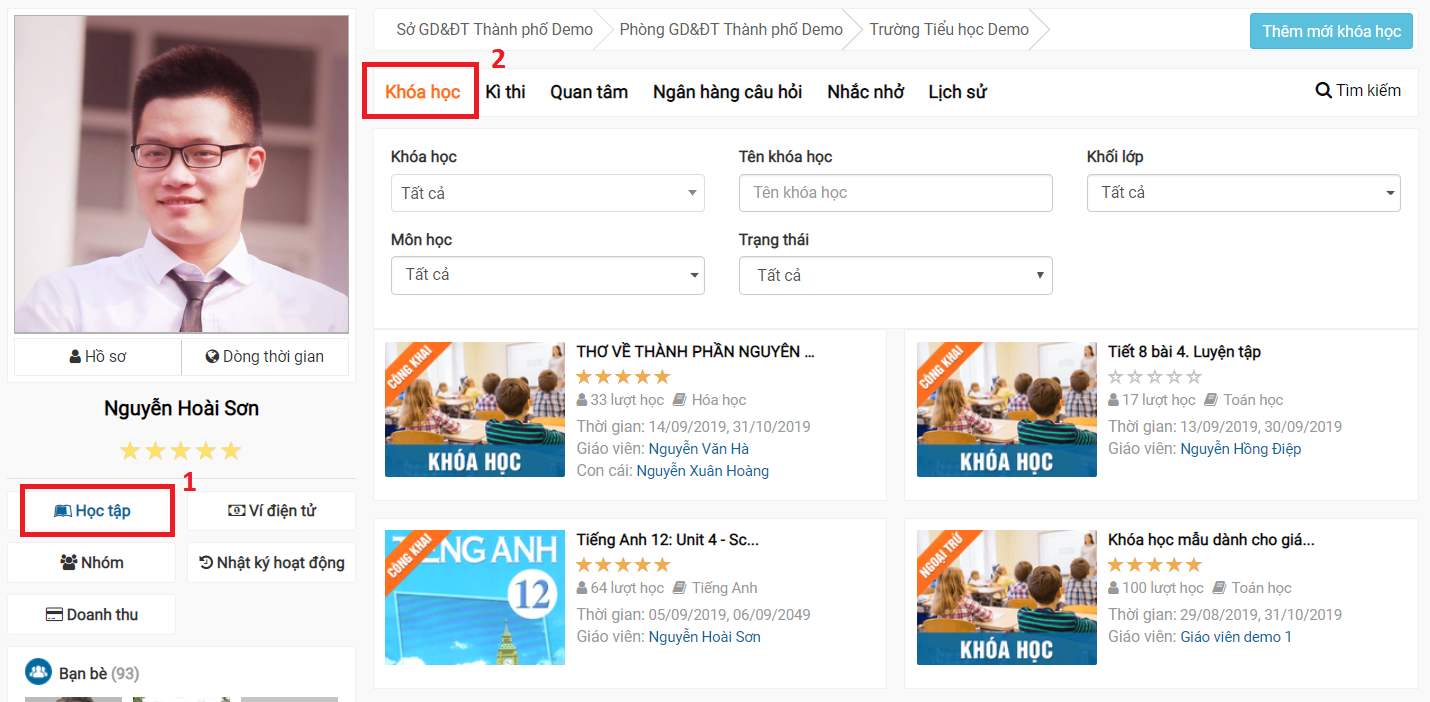 Sở GD&ĐT Thành phố Demo
Phòng GD&ĐT Thành phố Demo
Trường Tiểu học Demo
Thêm mới khóa học
2
Khóa học
Kì thi
Quan tâm
Ngân hàng câu hỏi
Nhắc nhở
Lịch sử
Tìm kiếm
Khóa học
Tất cả
Tên khóa học
Tên khóa học
Khối lớp
Tất cả
Môn học
Tất cả
Trạng thái
Tất cả
Hồ sơ
Dòng thời gian
Nguyễn Hoài Sơn
1
Học tập
Ví điện tử
Nhóm
Nhật ký hoạt động
Doanh thu
Bạn bè (93)
CÔNG KHAI
KHÓA HỌC
THƠ VỀ THÀNH PHẦN NGUYÊN ...
33 lượt học Hóa học
Thời gian: 14/09/2019, 31/10/2019
Giáo viên: Nguyễn Văn Hà
Con cái: Nguyễn Xuân Hoàng
CÔNG KHAI
KHÓA HỌC
Tiết 8 bài 4. Luyện tập
17 lượt học Toán học
Thời gian: 13/09/2019, 30/09/2019
Giáo viên: Nguyễn Hồng Điệp
CÔNG KHAI
TIẾNG ANH
12
Tiếng Anh 12: Unit 4 - Sc...
64 lượt học Tiếng Anh
Thời gian: 05/09/2019, 06/09/2049
Giáo viên: Nguyễn Hoài Sơn
NGOẠI TRỪ
KHÓA HỌC
Khóa học mẫu dành cho giá...
100 lượt học Toán học
Thời gian: 29/08/2019, 31/10/2019
Giáo viên: Giáo viên demo 1